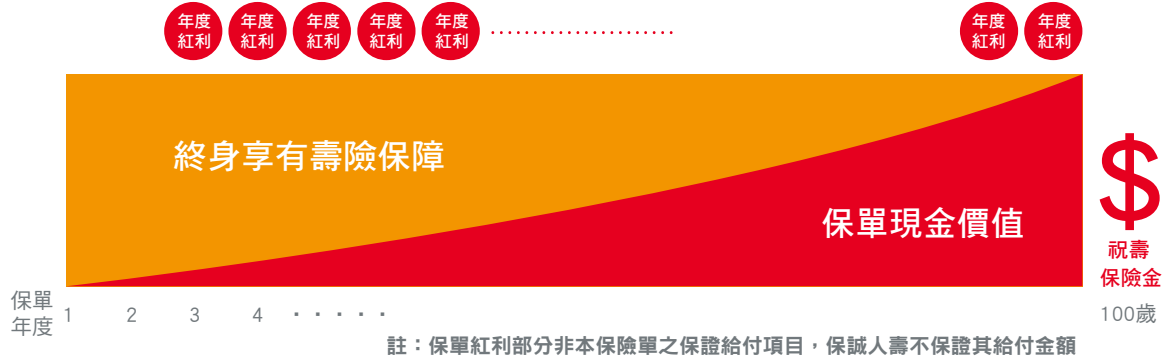 年度 年度 年度 年度 年度 年度 年度
紅利 紅利 紅利 紅利 紅利 ........................... 紅利 紅利
終身享有壽險保障
保單現金價值
$
祝壽
保險金
保單
年度 1 2 3 4 ‧‧‧‧‧ 100歲
註：保單紅利部分非本保險單之保證給付項目，保誠人壽不保證其給付金額